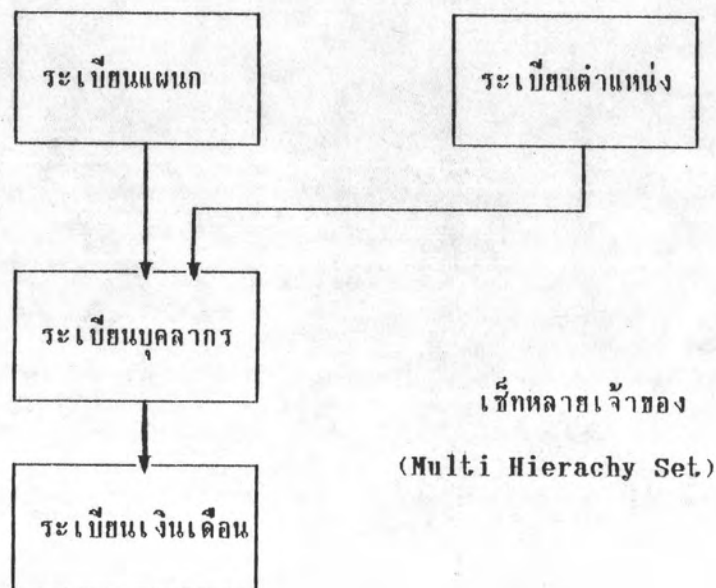 ระเบียนแผนก
ระเบียนตำแหน่ง
ระเบียนบุคลากร
เซ็ทหลายเจ้าของ
(Multi Hierachy Set)
ระเบียนเงินเดือน